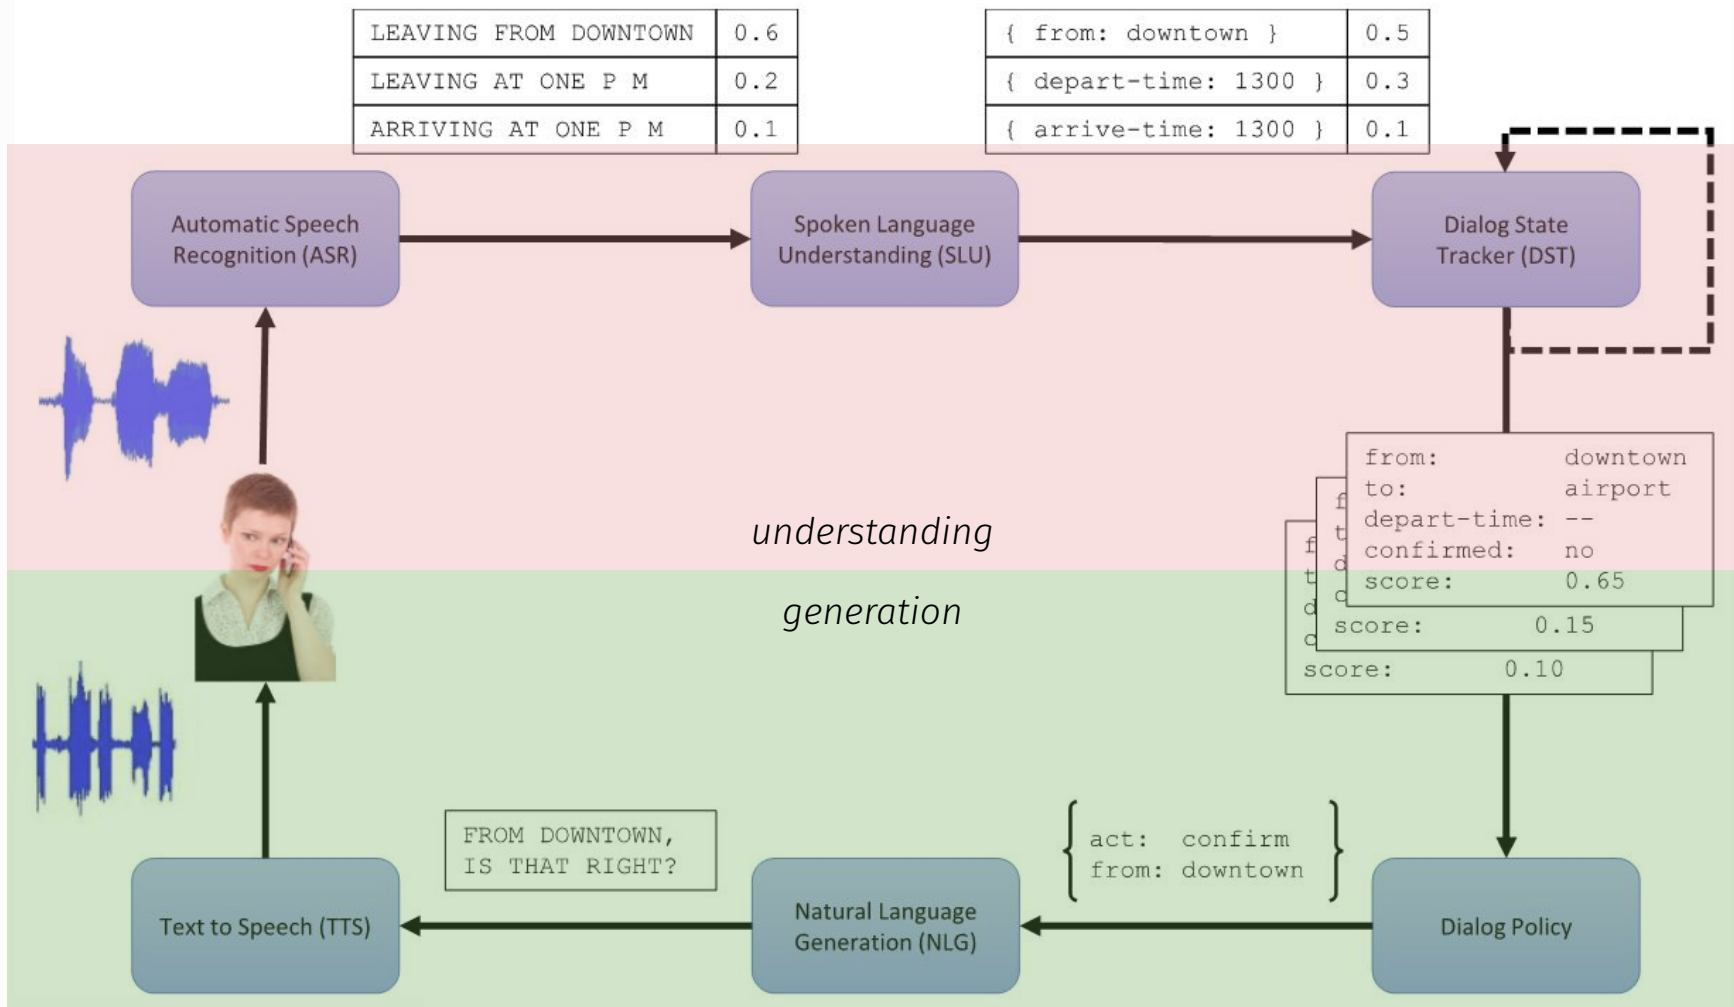 LEAVING FROM DOWNTOWN 0.6
LEAVING AT ONE P M 0.2
ARRIVING AT ONE P M 0.1
{ from: downtown } 0.5
{ depart-time: 1300 } 0.3
{ arrive-time: 1300 } 0.1
Automatic Speech
Recognition (ASR)
Spoken Language
Understanding (SLU)
Dialog State
Tracker (DST)
from: downtown
to: airport
depart-time: --
confirmed: no
score: 0.65
f
t
d
c
score: 0.15
f
t
d
c
score: 0.10
understanding
generation
act: confirm
from: downtown
FROM DOWNTOWN,
IS THAT RIGHT?
Text to Speech (TTS)
Natural Language
Generation (NLG)
Dialog Policy